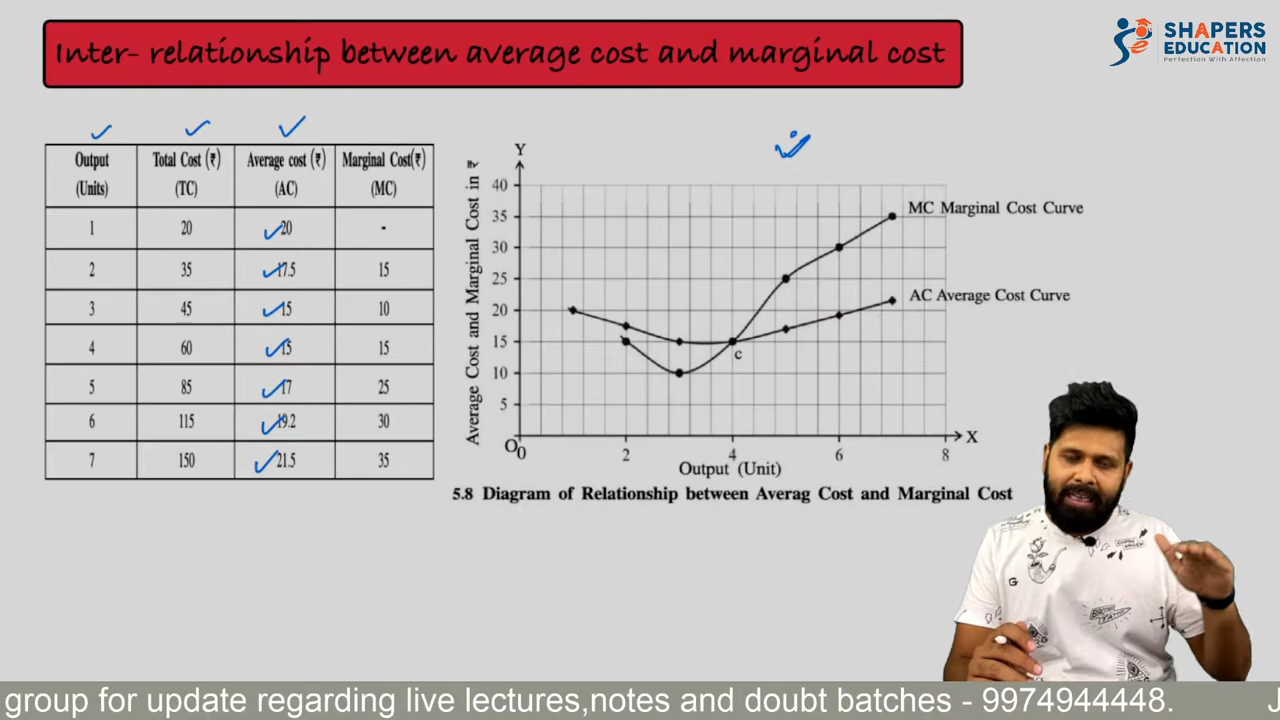 Inter- relationship between average cost and marginal cost
SHAPERS
EDUCATION
Perfection With Affection
Output (Units) Total Cost (₹) (TC) Average cost (₹) (AC) Marginal Cost(₹) (MC)
1 20 20 -
2 35 17.5 15
3 45 15 10
4 60 15 15
5 85 17 25
6 115 19.2 30
7 150 21.5 35
Average Cost and Marginal Cost in ₹
Y
40
35
30
25
20
15
10
5
O
0 2 4 6 8
X
MC Marginal Cost Curve
AC Average Cost Curve
C
Output (Unit)
5.8 Diagram of Relationship between Averag Cost and Marginal Cost
G
group for update regarding live lectures,notes and doubt batches - 9974944448. J